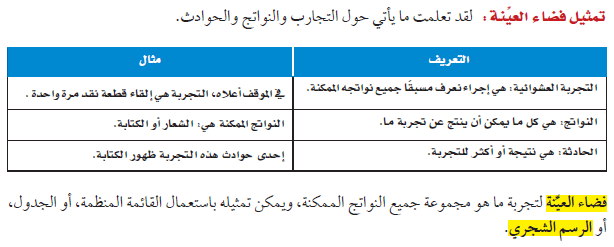 تمثيل فضاء العيّنة: لقد تعلمت ما يأتي حول التجارب والنواتج والحوادث.
التعريف مثال
التجربة العشوائية: هي إجراء نعرف مسبقًا جميع نواتجه الممكنة. في الموقف أعلاه، التجربة هي إلقاء قطعة نقد مرة واحدة.
النواتج: هي كل ما يمكن أن ينتج عن تجربة ما. النواتج الممكنة هي: الشعار أو الكتابة.
الحادثة: هي نتيجة أو أكثر للتجربة. إحدى حوادث هذه التجربة ظهور الكتابة.
فضاء العيّنة لتجربة ما هو مجموعة جميع النواتج الممكنة، ويمكن تمثيله باستعمال القائمة المنظمة، أو الجدول،
أو الرسم الشجري.